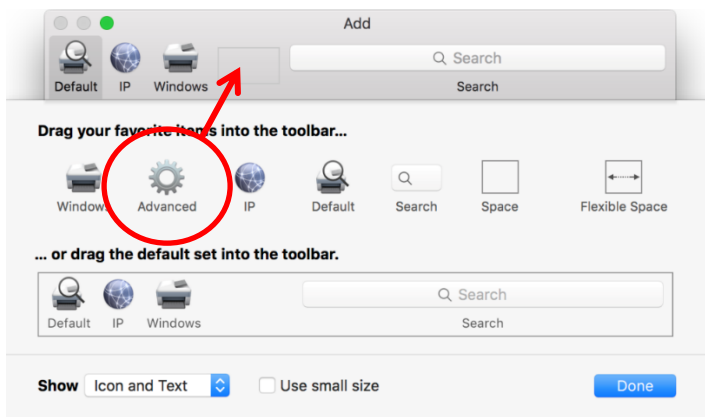 Add
Search
Default IP Windows Search
Drag your favorite items into the toolbar...
Windows Advanced IP Default Search Space Flexible Space
... or drag the default set into the toolbar.
Search
Default IP Windows Search
Show Icon and Text Use small size Done